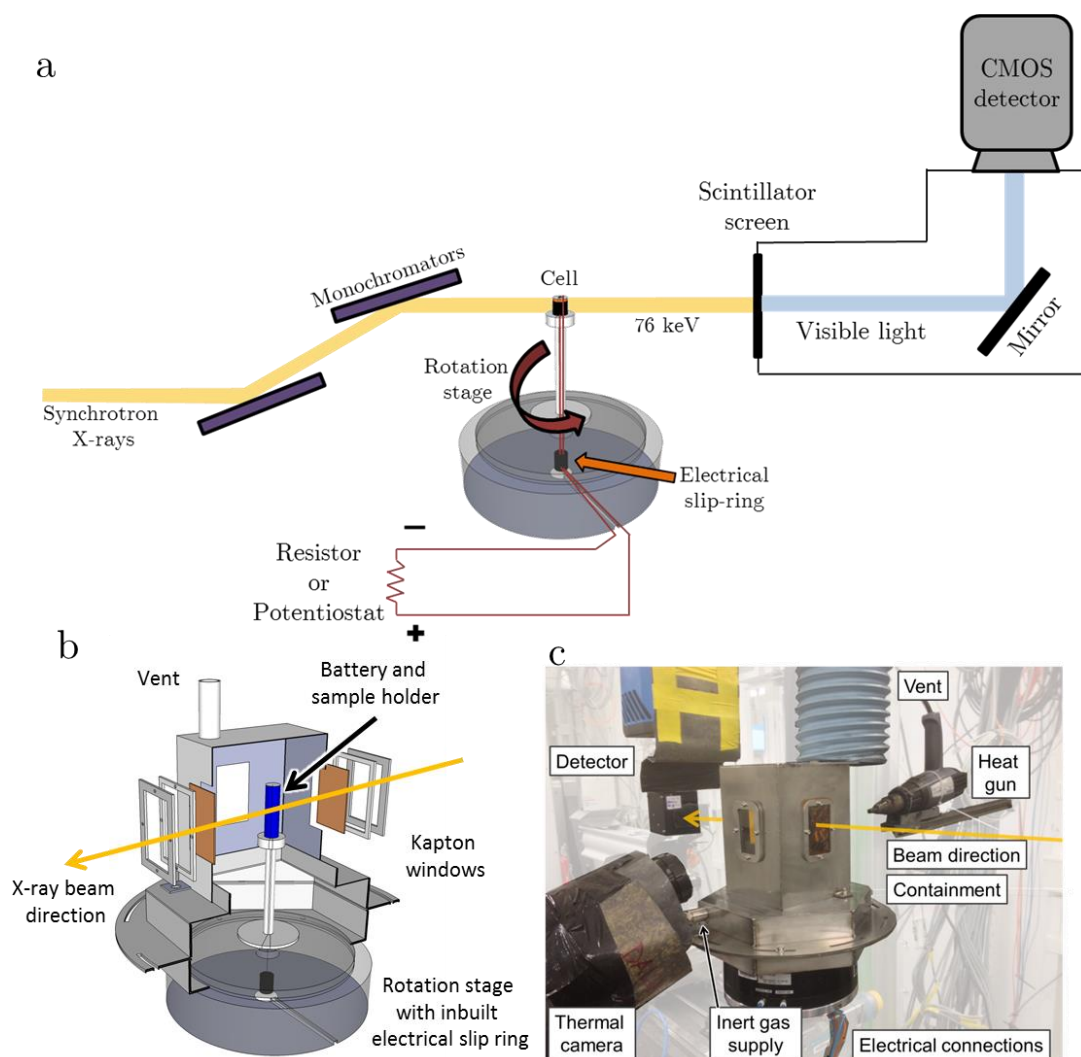 a
CMOS
detector
Scintillator
screen
Monochromators
Cell
76 keV
Visible light
Mirror
Rotation
stage
Synchrotron
X-rays
Electrical
slip-ring
−
Resistor
or
Potentiostat
+
b
Battery and
sample holder
Vent
Kapton
windows
X-ray beam
direction
Rotation stage
with inbuilt
electrical slip ring
c
Vent
Detector
Heat
gun
Beam direction
Containment
Thermal
camera
Inert gas
supply
Electrical connections